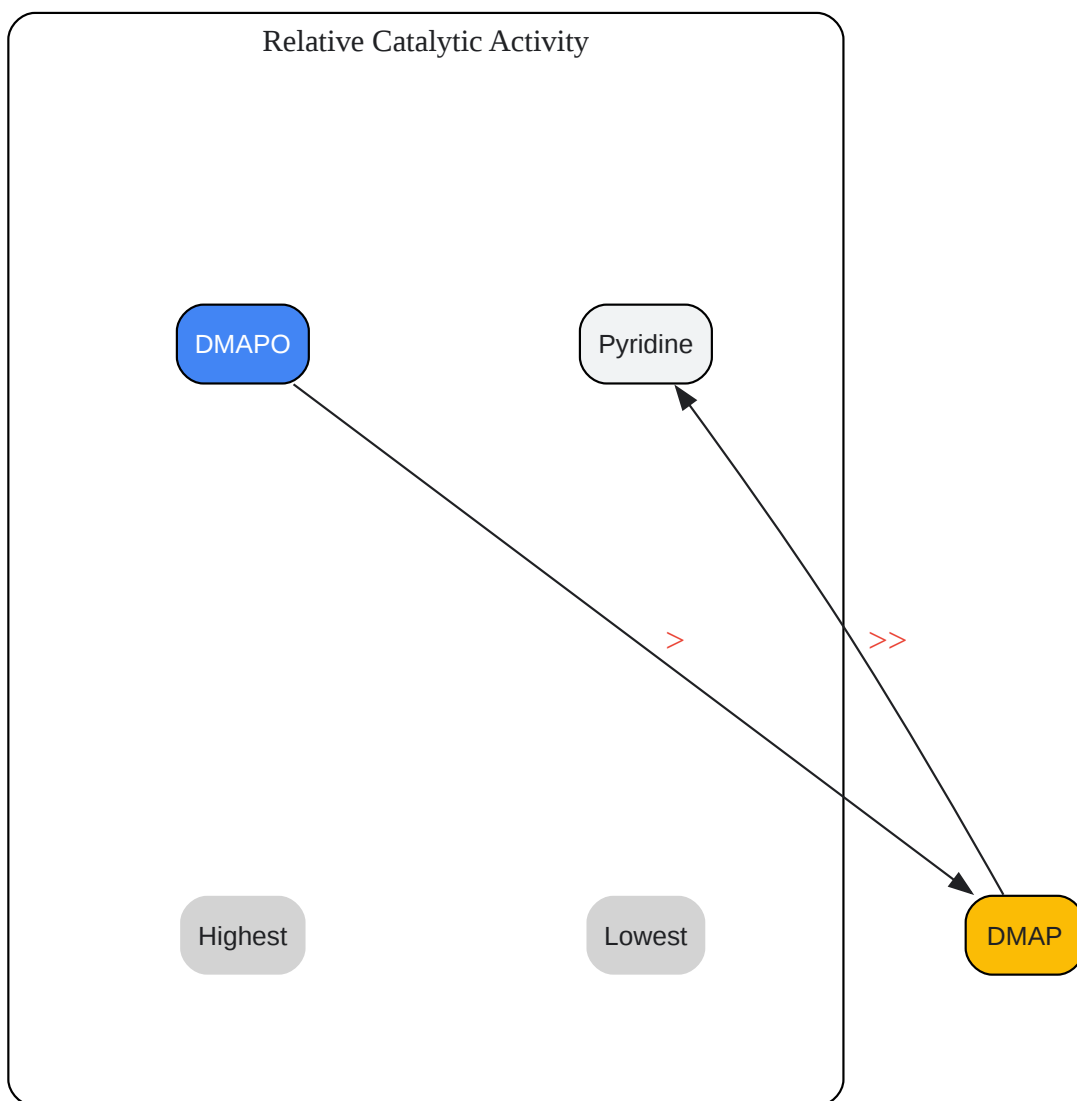 Relative Catalytic Activity
DMAPO
Pyridine
>
>>
Highest
Lowest
DMAP